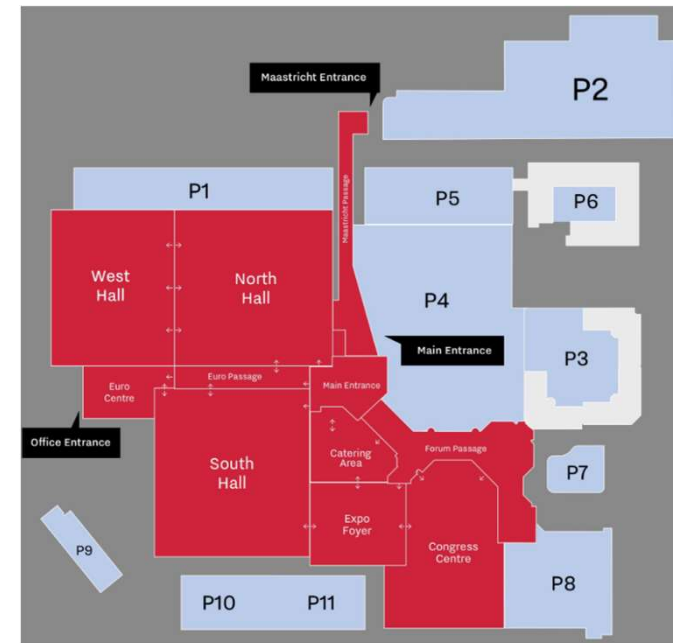 Maastricht Entrance
P2
P1
Maastricht Passage
P5
P6
West
Hall
North
Hall
P4
Main Entrance
P3
Euro
Centre
Euro Passage
Main Entrance
Office Entrance
South
Hall
Catering
Area
Forum Passage
P7
P9
Expo
Foyer
Congress
Centre
P8
P10
P11